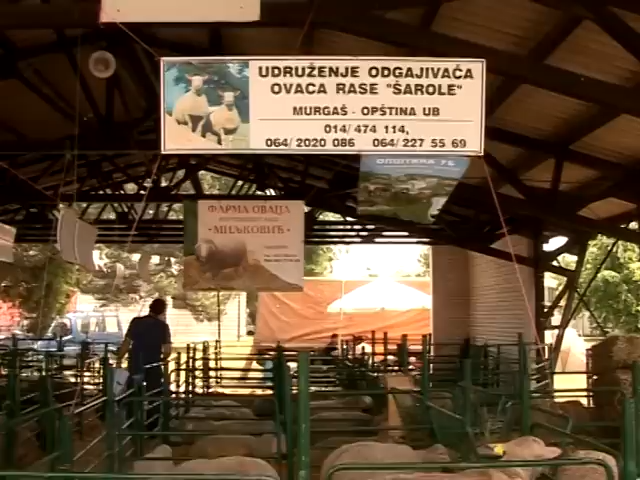 UDRUŽENJE ODGAJIVAČA
OVACA RASE "ŠAROLE"
MURGAŠ - OPŠTINA UB
014/ 474 114,
064/ 2020 086 064/ 227 55 69
ОПШТИНА УБ
ФАРМА ОВАЦА
-МИЉКОВИЋ-